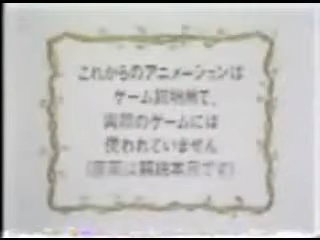 これからのアニメーションは
ゲーム説明用で、
実際のゲームには
使われていません